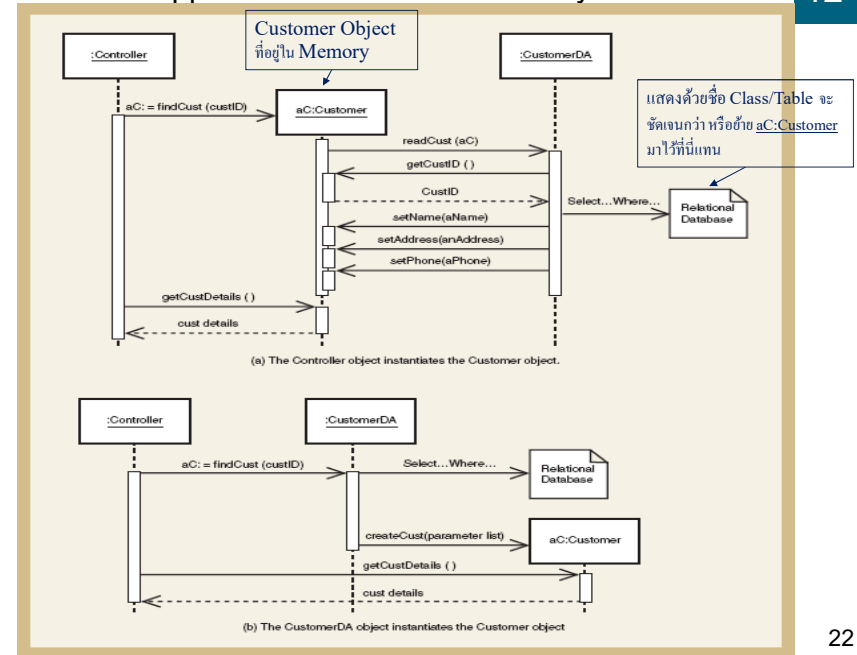 Customer Object
ที่อยู่ใน Memory
:Controller
:CustomerDA
aC: = findCust (custID)
aC:Customer
แสดงด้วยชื่อ Class/Table จะ
ชัดเจนกว่า หรือย้าย aC:Customer
มาไว้ที่นี่แทน
readCust (aC)
getCustID ( )
CustID
Select...Where...
Relational
Database
setName(aName)
setAddress(anAddress)
setPhone(aPhone)
getCustDetails ( )
cust details
(a) The Controller object instantiates the Customer object.
:Controller
:CustomerDA
aC: = findCust (custID)
Select...Where...
Relational
Database
createCust(parameter list)
aC:Customer
getCustDetails ( )
cust details
(b) The CustomerDA object instantiates the Customer object
22